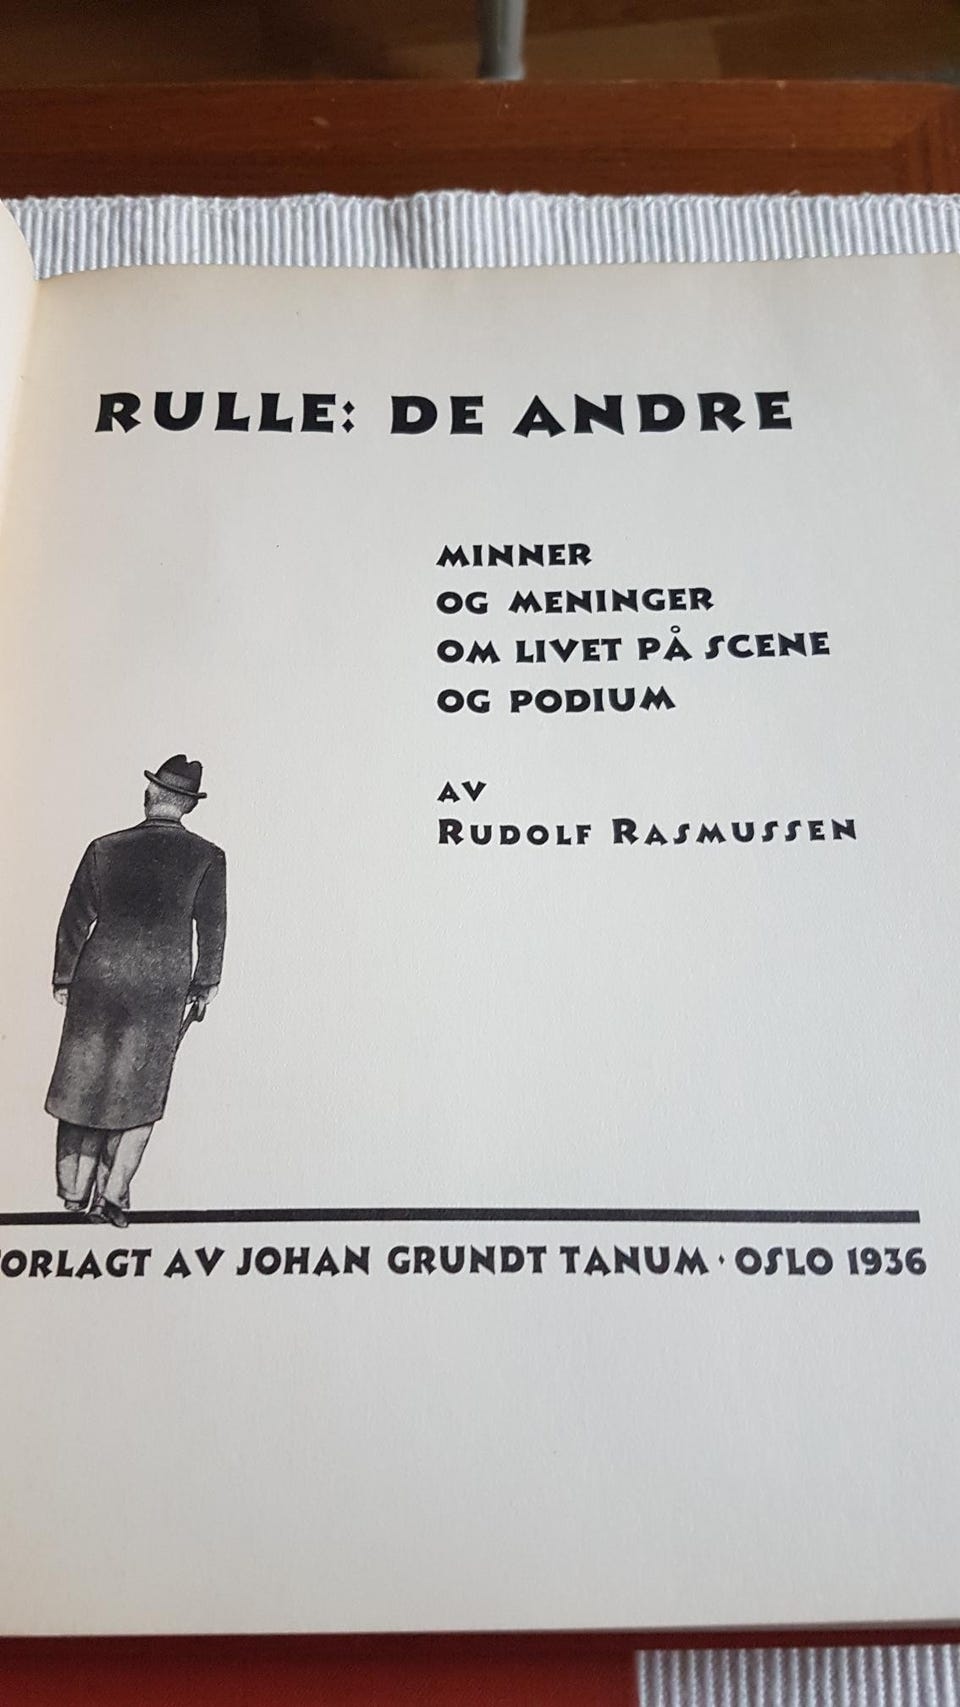 RULLE: DE ANDRE
MINNER
OG MENINGER
OM LIVET PÅ SCENE
OG PODIUM
AV
RUDOLF RASMUSSEN
ORLAGT AV JOHAN GRUNDT TANUM · OSLO 1936